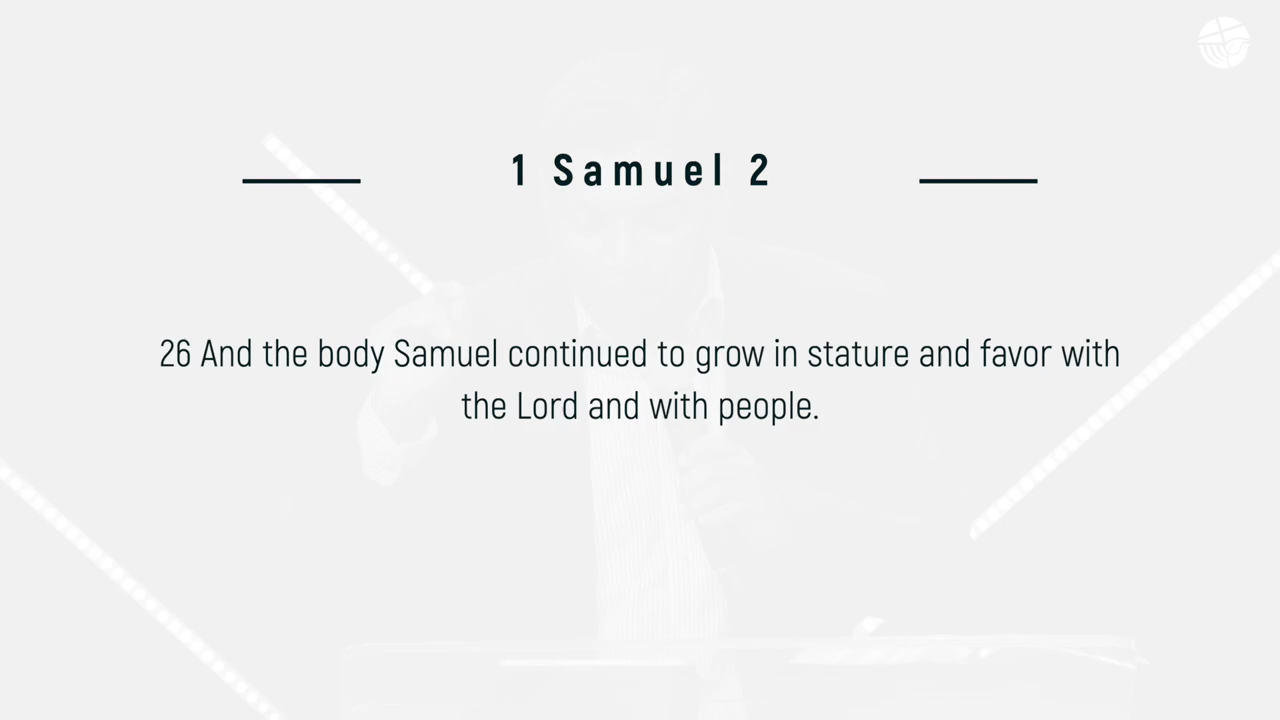 1 Samuel 2
26 And the body Samuel continued to grow in stature and favor with
the Lord and with people.